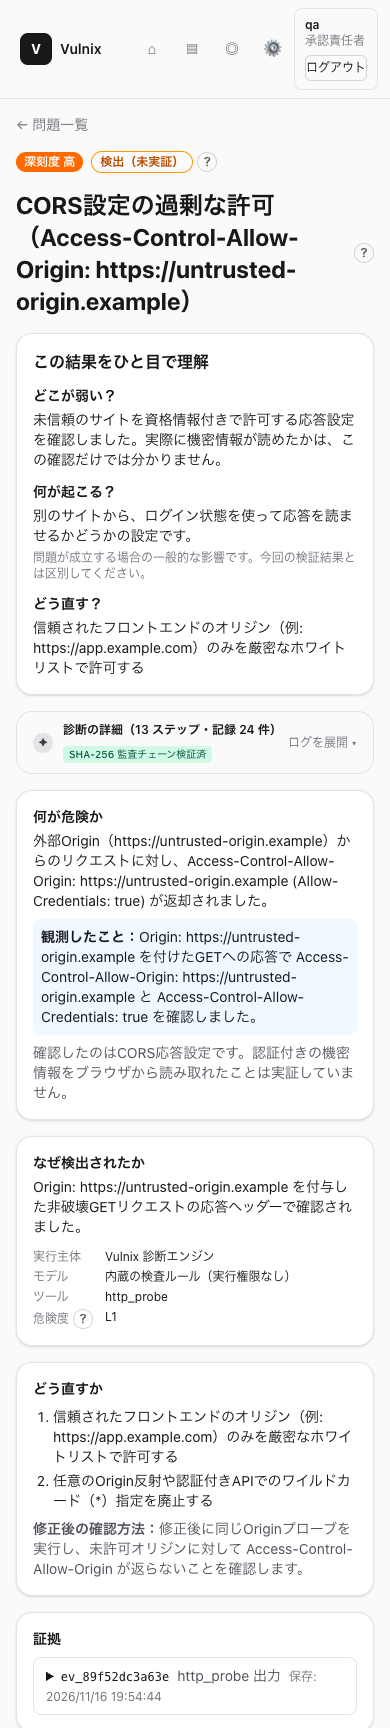 V Vulnix
qa
承認責任者
ログアウト
← 問題一覧
深刻度 高 検出（未実証） ?
CORS設定の過剰な許可
（Access-Control-Allow-
Origin: https://untrusted-
origin.example） ?
この結果をひと目で理解
どこが弱い？
未信頼のサイトを資格情報付きで許可する応答設定
を確認しました。実際に機密情報が読めたかは、こ
の確認だけでは分かりません。
何が起こる？
別のサイトから、ログイン状態を使って応答を読ま
せるかどうかの設定です。
問題が成立する場合の一般的な影響です。今回の検証結果と
は区別してください。
どう直す？
信頼されたフロントエンドのオリジン（例:
https://app.example.com）のみを厳密なホワイト
リストで許可する
診断の詳細（13 ステップ・記録 24 件）
SHA-256 監査チェーン検証済
ログを展開 ▾
何が危険か
外部Origin（https://untrusted-origin.example）か
らのリクエストに対し、Access-Control-Allow-
Origin: https://untrusted-origin.example (Allow-
Credentials: true) が返却されました。
観測したこと：Origin: https://untrusted-
origin.example を付けたGETへの応答で Access-
Control-Allow-Origin: https://untrusted-
origin.example と Access-Control-Allow-
Credentials: true を確認しました。
確認したのはCORS応答設定です。認証付きの機密
情報をブラウザから読み取れたことは実証していま
せん。
なぜ検出されたか
Origin: https://untrusted-origin.example を付与し
た非破壊GETリクエストの応答ヘッダーで確認され
ました。
実行主体 Vulnix 診断エンジン
モデル 内蔵の検査ルール（実行権限なし）
ツール http_probe
危険度 ? L1
どう直すか
1. 信頼されたフロントエンドのオリジン（例:
https://app.example.com）のみを厳密なホワイ
トリストで許可する
2. 任意のOrigin反射や認証付きAPIでのワイルドカ
ード（*）指定を廃止する
修正後の確認方法：修正後に同じOriginプローブを
実行し、未許可オリジンに対して Access-Control-
Allow-Origin が返らないことを確認します。
証拠
▶ ev_89f52dc3a63e http_probe 出力 保存:
2026/11/16 19:54:44